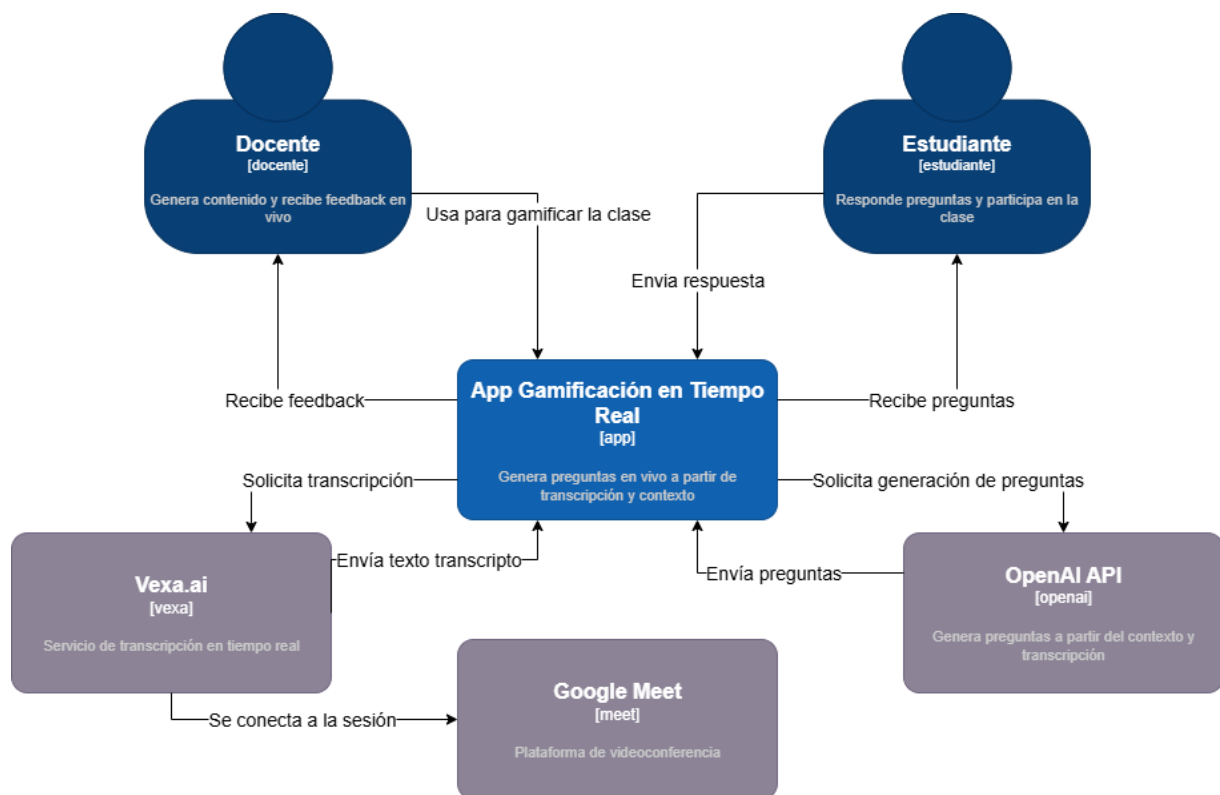 Docente
[docente]
Genera contenido y recibe feedback en
vivo
Estudiante
[estudiante]
Responde preguntas y participa en la
clase
Usa para gamificar la clase
Envia respuesta
App Gamificación en Tiempo
Real
[app]
Genera preguntas en vivo a partir de
transcripción y contexto
Recibe feedback
Recibe preguntas
Solicita transcripción
Solicita generación de preguntas
Envía texto transcripto
Envía preguntas
Vexa.ai
[vexa]
Servicio de transcripción en tiempo real
OpenAI API
[openai]
Genera preguntas a partir del contexto y
transcripción
Google Meet
[meet]
Plataforma de videoconferencia
Se conecta a la sesión